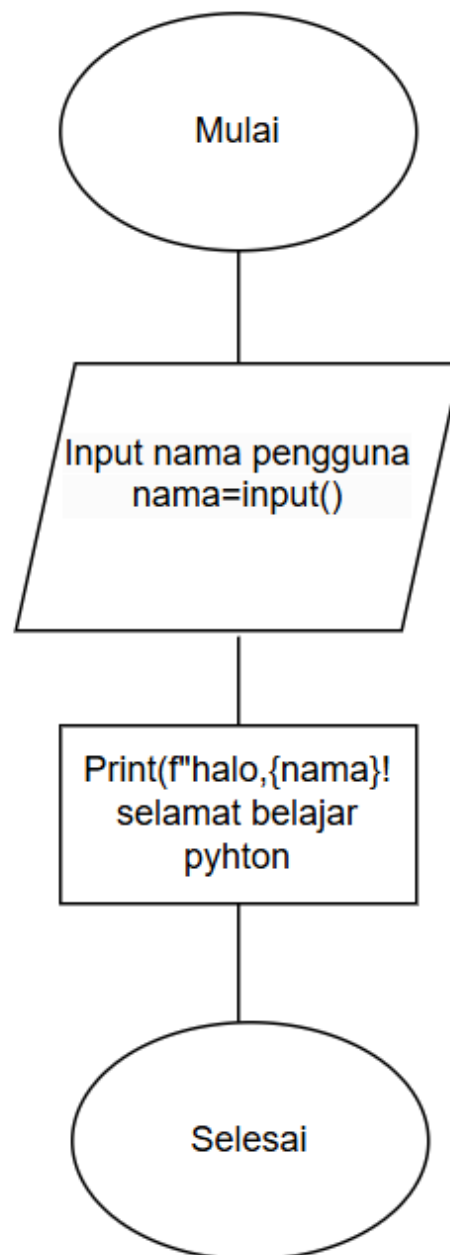 Mulai
Input nama pengguna
nama=input()
Print(f"halo,{nama}!
selamat belajar
pyhton
Selesai